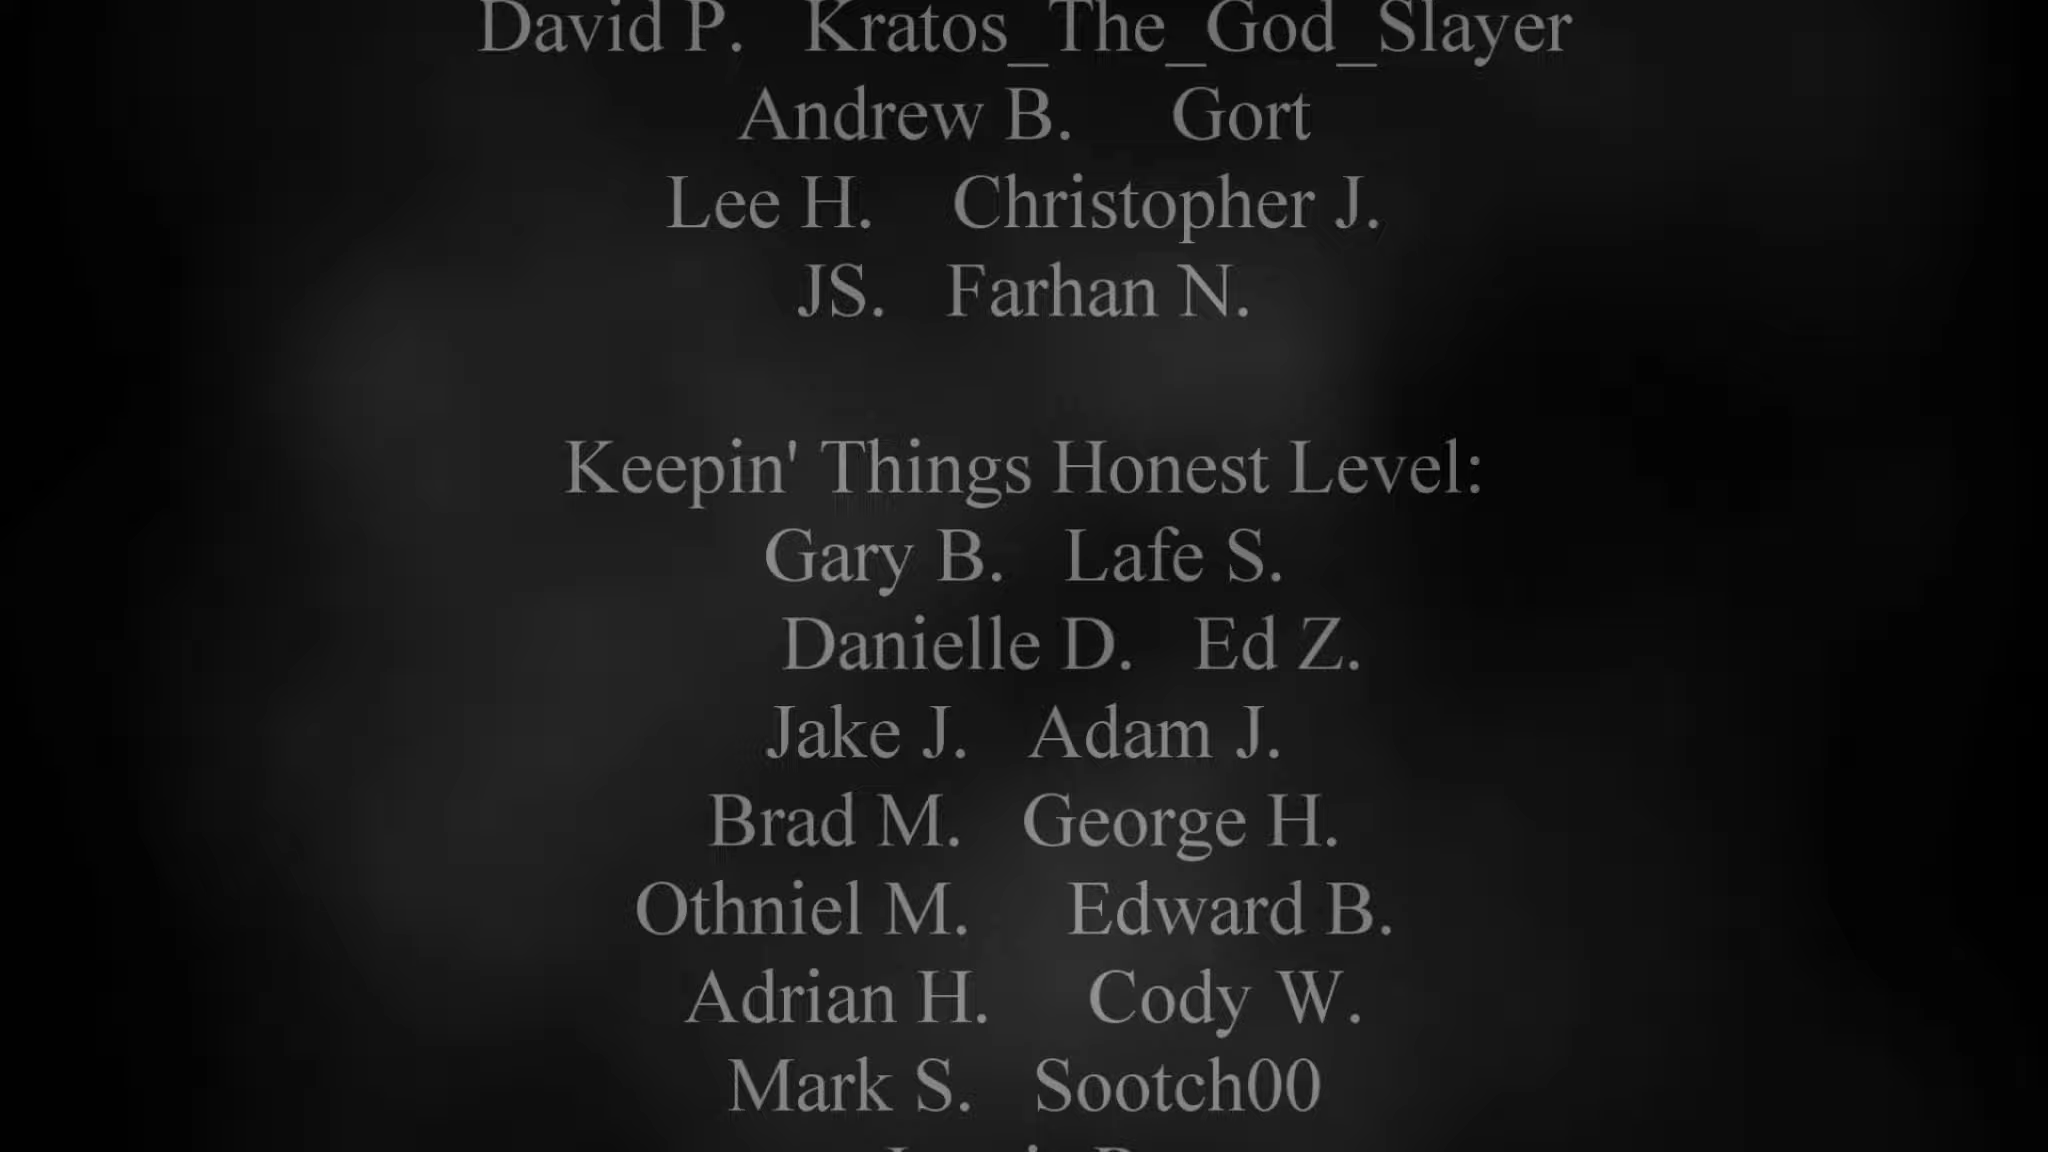 David P. Kratos_The_God_Slayer
Andrew B. Gort
Lee H. Christopher J.
JS. Farhan N.
Keepin' Things Honest Level:
Gary B. Lafe S.
Danielle D. Ed Z.
Jake J. Adam J.
Brad M. George H.
Othniel M. Edward B.
Adrian H. Cody W.
Mark S. Sootch00